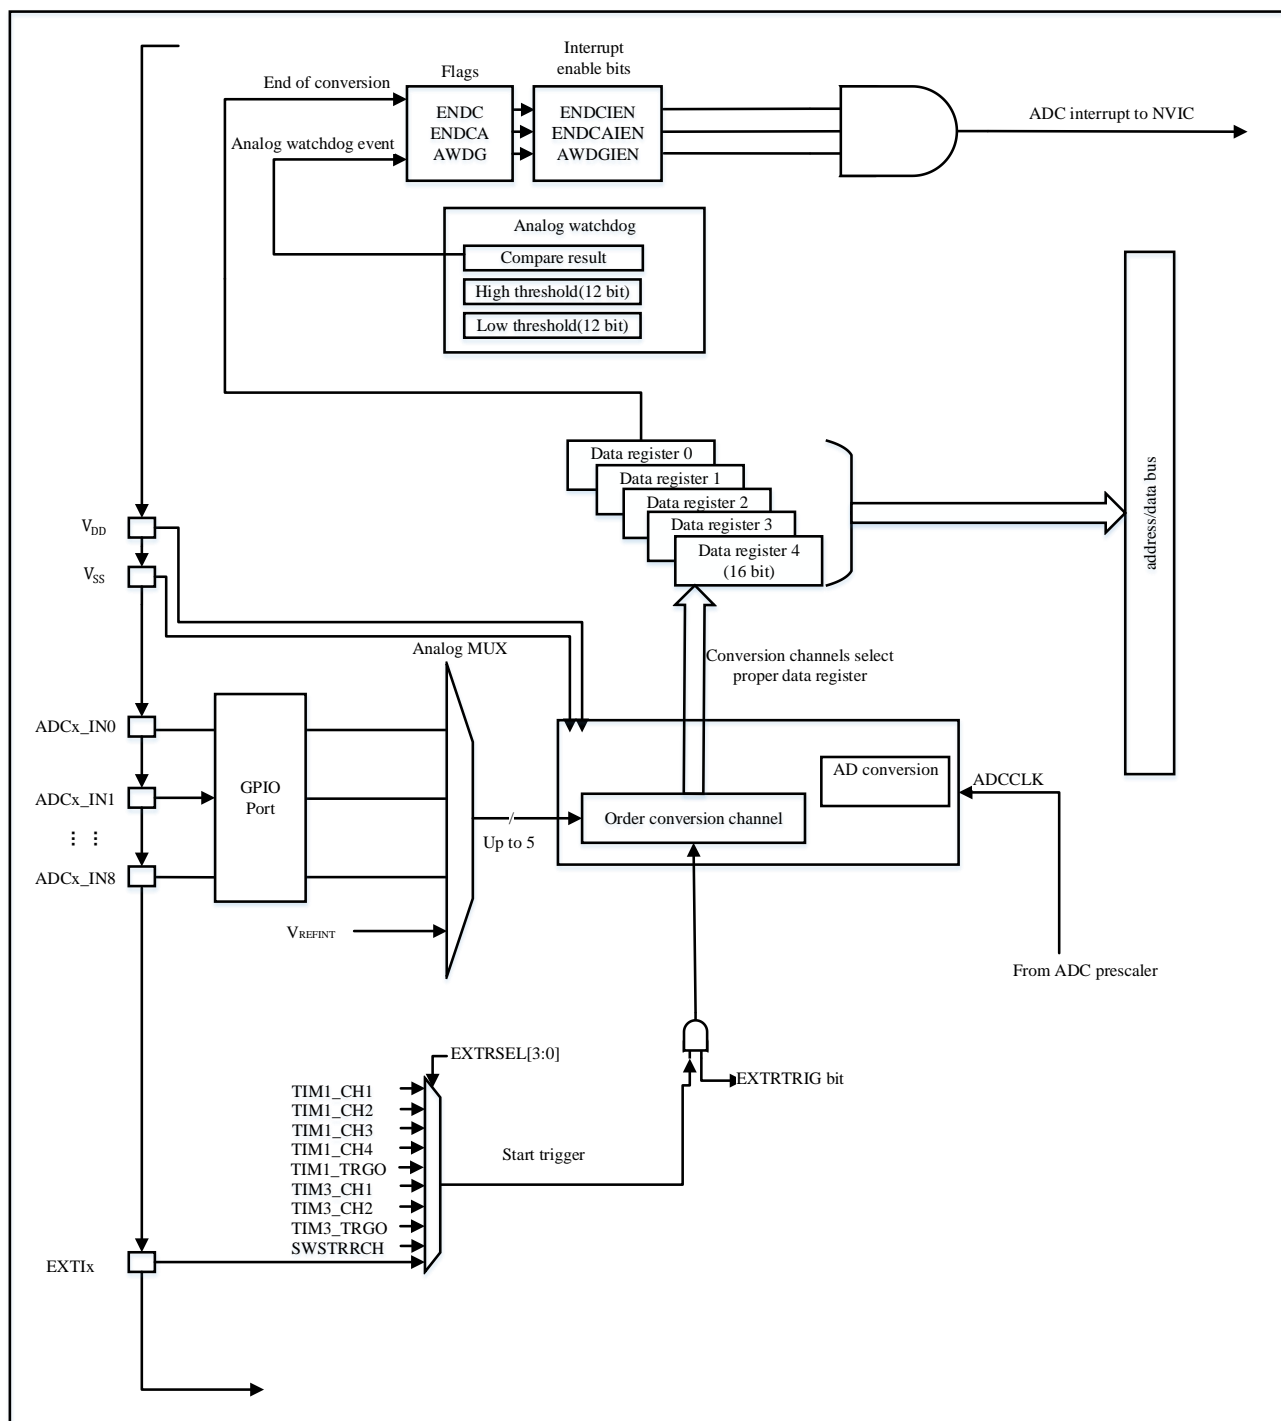 Interrupt
enable bits
Flags
End of conversion
ENDC
ENDCA
AWDG
ENDCIEN
ENDCAIEN
AWDGIEN
ADC interrupt to NVIC
Analog watchdog event
Analog watchdog
Compare result
High threshold(12 bit)
Low threshold(12 bit)
Data register 0
Data register 1
Data register 2
Data register 3
Data register 4
(16 bit)
address/data bus
VDD
VSS
Analog MUX
Conversion channels select
proper data register
ADCx_IN0
ADCx_IN1
⋮ ⋮
ADCx_IN8
GPIO
Port
AD conversion
ADCCLK
Order conversion channel
Up to 5
VREFINT
From ADC prescaler
EXTRSEL[3:0]
EXTRTRIG bit
TIM1_CH1
TIM1_CH2
TIM1_CH3
TIM1_CH4
TIM1_TRGO
TIM3_CH1
TIM3_CH2
TIM3_TRGO
SWSTRRCH
Start trigger
EXTIx